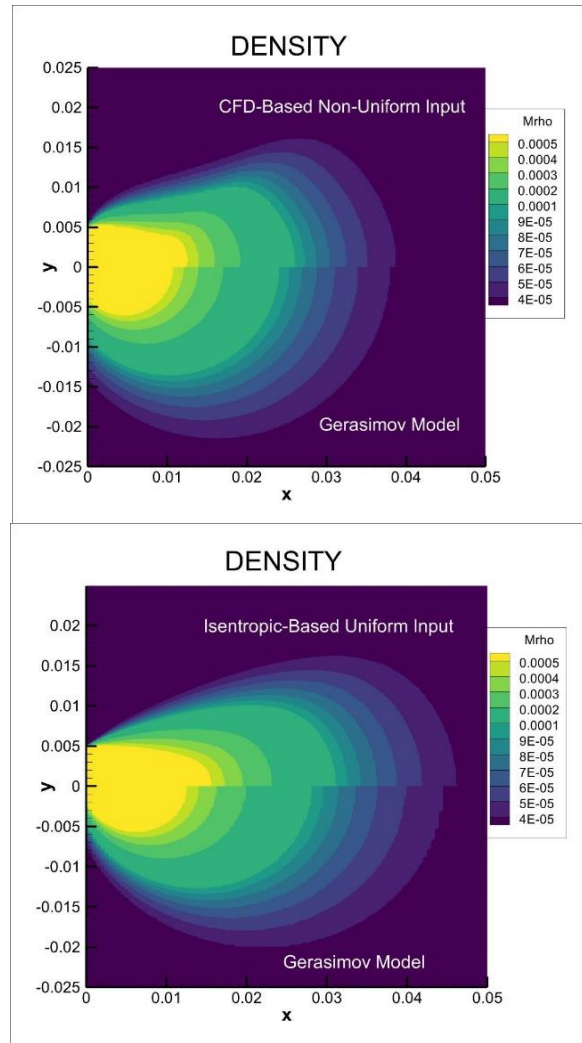 DENSITY
0.025
0.02
0.015
0.01
0.005
0
-0.005
-0.01
-0.015
-0.02
-0.025
y
CFD-Based Non-Uniform Input
Gerasimov Model
0 0.01 0.02 0.03 0.04 0.05
x
Mrho
0.0005
0.0004
0.0003
0.0002
0.0001
9E-05
8E-05
7E-05
6E-05
5E-05
4E-05
DENSITY
0.02
0.015
0.01
0.005
0
-0.005
-0.01
-0.015
-0.02
-0.025
y
Isentropic-Based Uniform Input
Gerasimov Model
0 0.01 0.02 0.03 0.04 0.05
x
Mrho
0.0005
0.0004
0.0003
0.0002
0.0001
9E-05
8E-05
7E-05
6E-05
5E-05
4E-05